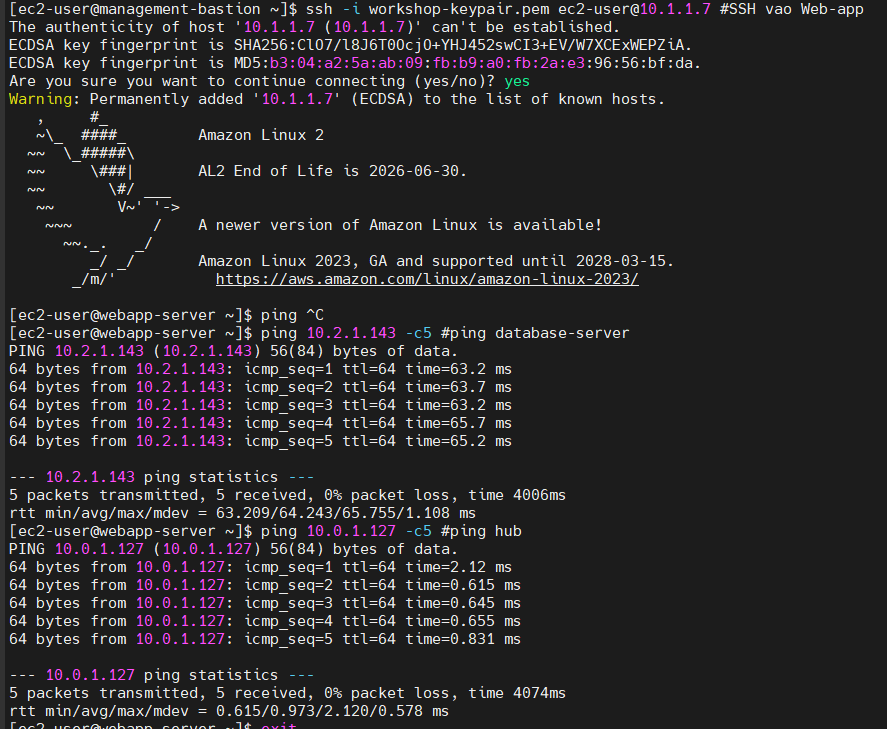 [ec2-user@management-bastion ~]$ ssh -i workshop-keypair.pem ec2-user@10.1.1.7 #SSH vao Web-app
The authenticity of host '10.1.1.7 (10.1.1.7)' can't be established.
ECDSA key fingerprint is SHA256:ClO7/l8J6T0OcjO+YHJ452swCI3+EV/W7XCExWEPZiA.
ECDSA key fingerprint is MD5:b3:04:a2:5a:ab:09:fb:b9:a0:fb:2a:e3:96:56:bf:da.
Are you sure you want to continue connecting (yes/no)? yes
Warning: Permanently added '10.1.1.7' (ECDSA) to the list of known hosts.
   ,     #_
   ~\_  ####_        Amazon Linux 2
  ~~  \_#####\
  ~~     \###|       AL2 End of Life is 2026-06-30.
  ~~       \#/ ___
   ~~       V~' '->
    ~~~         /    A newer version of Amazon Linux is available!
      ~~._.   _/
         _/ _/       Amazon Linux 2023, GA and supported until 2028-03-15.
       _/m/'           https://aws.amazon.com/linux/amazon-linux-2023/
[ec2-user@webapp-server ~]$ ping ^C
[ec2-user@webapp-server ~]$ ping 10.2.1.143 -c5 #ping database-server
PING 10.2.1.143 (10.2.1.143) 56(84) bytes of data.
64 bytes from 10.2.1.143: icmp_seq=1 ttl=64 time=63.2 ms
64 bytes from 10.2.1.143: icmp_seq=2 ttl=64 time=63.7 ms
64 bytes from 10.2.1.143: icmp_seq=3 ttl=64 time=63.2 ms
64 bytes from 10.2.1.143: icmp_seq=4 ttl=64 time=65.7 ms
64 bytes from 10.2.1.143: icmp_seq=5 ttl=64 time=65.2 ms
--- 10.2.1.143 ping statistics ---
5 packets transmitted, 5 received, 0% packet loss, time 4006ms
rtt min/avg/max/mdev = 63.209/64.243/65.755/1.108 ms
[ec2-user@webapp-server ~]$ ping 10.0.1.127 -c5 #ping hub
PING 10.0.1.127 (10.0.1.127) 56(84) bytes of data.
64 bytes from 10.0.1.127: icmp_seq=1 ttl=64 time=2.12 ms
64 bytes from 10.0.1.127: icmp_seq=2 ttl=64 time=0.615 ms
64 bytes from 10.0.1.127: icmp_seq=3 ttl=64 time=0.645 ms
64 bytes from 10.0.1.127: icmp_seq=4 ttl=64 time=0.655 ms
64 bytes from 10.0.1.127: icmp_seq=5 ttl=64 time=0.831 ms
--- 10.0.1.127 ping statistics ---
5 packets transmitted, 5 received, 0% packet loss, time 4074ms
rtt min/avg/max/mdev = 0.615/0.973/2.120/0.578 ms
[ec2-user@webapp-server ~]$ exit